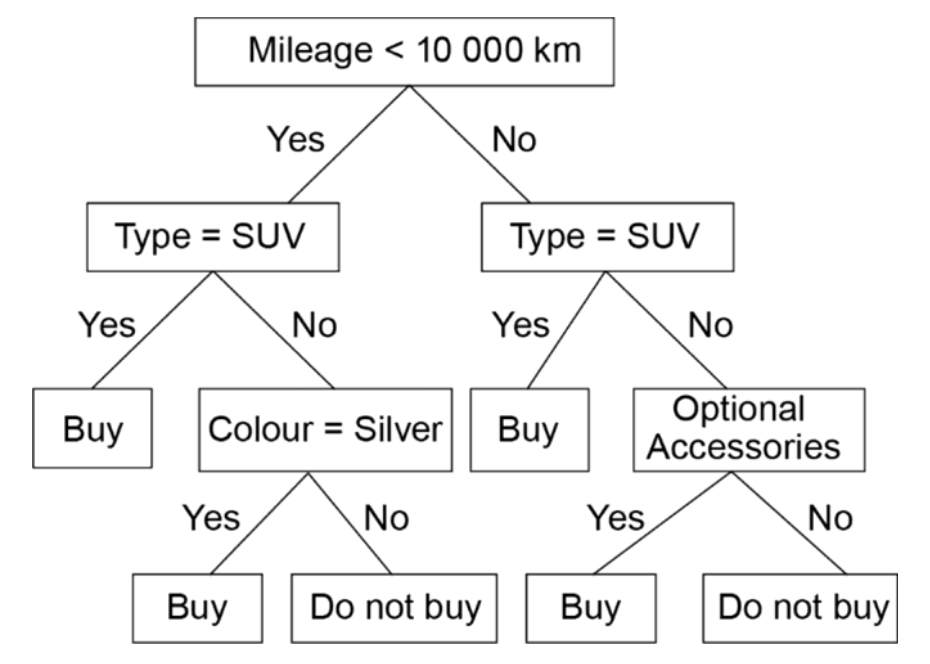 Mileage < 10 000 km
Yes
No
Type = SUV
Type = SUV
Yes
No
Yes
No
Buy
Colour = Silver
Buy
Optional
Accessories
Yes
No
Yes
No
Buy
Do not buy
Buy
Do not buy